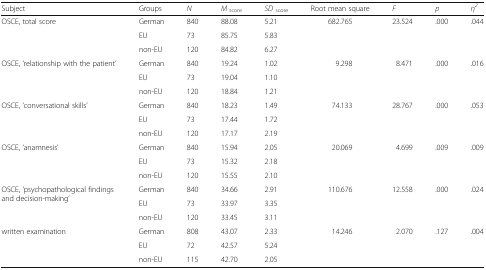 Subject Groups N M score SD score Root mean square F p η²
OSCE, total score German 840 88.08 5.21 682.765 23.524 .000 .044
EU 73 85.75 5.83
non-EU 120 84.82 6.27
OSCE, 'relationship with the patient' German 840 19.24 1.02 9.298 8.471 .000 .016
EU 73 19.04 1.10
non-EU 120 18.84 1.21
OSCE, 'conversational skills' German 840 18.23 1.49 74.133 28.767 .000 .053
EU 73 17.44 1.72
non-EU 120 17.17 2.19
OSCE, 'anamnesis' German 840 15.94 2.05 20.069 4.699 .009 .009
EU 73 15.32 2.18
non-EU 120 15.55 2.10
OSCE, 'psychopathological findings German 840 34.66 2.91 110.676 12.558 .000 .024
and decision-making' EU 73 33.97 3.35
non-EU 120 33.45 3.11
written examination German 808 43.07 2.33 14.246 2.070 .127 .004
EU 72 42.57 5.24
non-EU 115 42.70 2.05